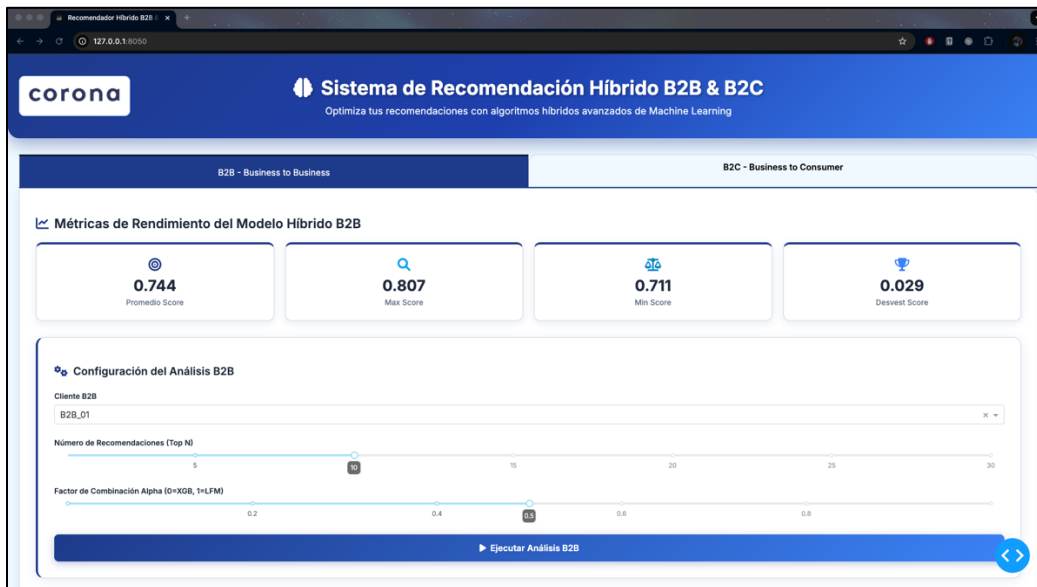 Recomendador Híbrido B2B
127.0.0.1:8050
corona
Sistema de Recomendación Híbrido B2B & B2C
Optimiza tus recomendaciones con algoritmos híbridos avanzados de Machine Learning
B2B - Business to Business
B2C - Business to Consumer
Métricas de Rendimiento del Modelo Híbrido B2B
0.744
Promedio Score
0.807
Max Score
0.711
Min Score
0.029
Desvest Score
Configuración del Análisis B2B
Cliente B2B
B2B_01
Número de Recomendaciones (Top N)
5 10 15 20 25 30
Factor de Combinación Alpha (0=XGB, 1=LFM)
0.2 0.4 0.5 0.6 0.8
Ejecutar Análisis B2B